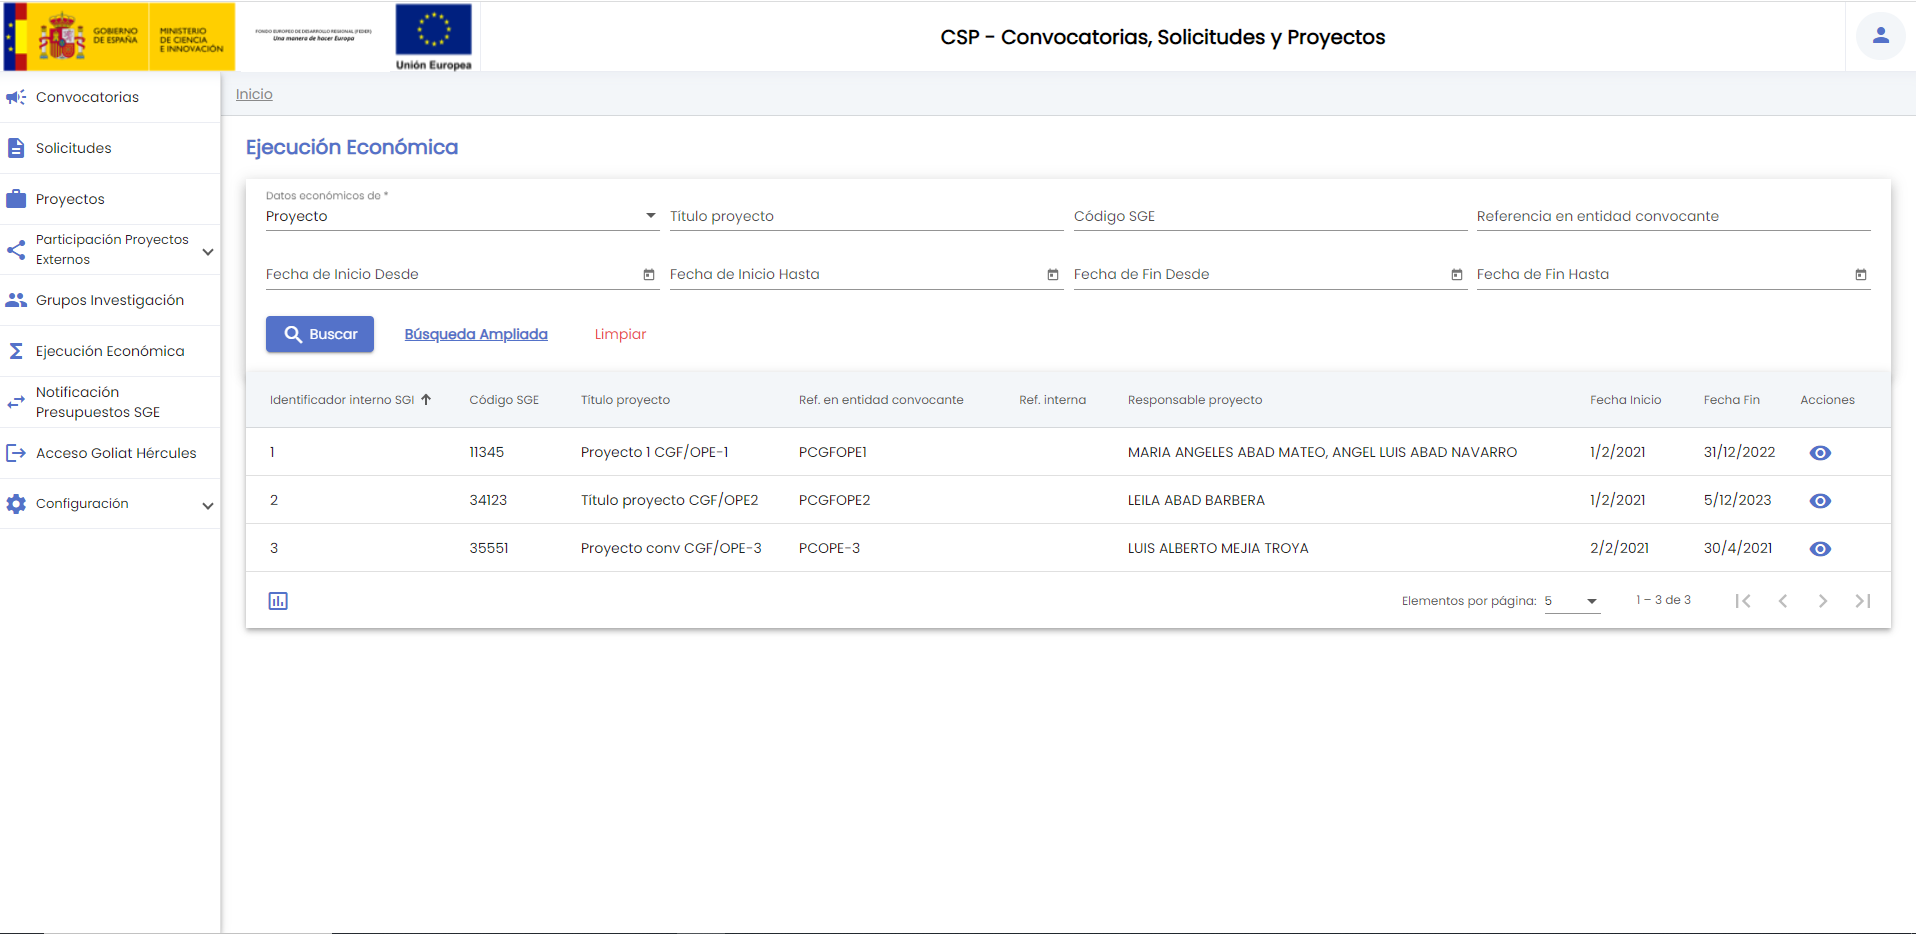 GOBIERNO
DE ESPAÑA
MINISTERIO
DE CIENCIA
E INNOVACIÓN
FONDO EUROPEO DE DESARROLLO REGIONAL (FEDER)
Una manera de hacer Europa
Unión Europea
CSP - Convocatorias, Solicitudes y Proyectos
Convocatorias
Solicitudes
Proyectos
Participación Proyectos
Externos
Grupos Investigación
Ejecución Económica
Notificación
Presupuestos SGE
Acceso Goliat Hércules
Configuración
Inicio
Ejecución Económica
Datos económicos de *
Proyecto Título proyecto Código SGE Referencia en entidad convocante
Fecha de Inicio Desde Fecha de Inicio Hasta Fecha de Fin Desde Fecha de Fin Hasta
Buscar Búsqueda Ampliada Limpiar
Identificador interno SGI Código SGE Título proyecto Ref. en entidad convocante Ref. interna Responsable proyecto Fecha Inicio Fecha Fin Acciones
1 11345 Proyecto 1 CGF/OPE-1 PCGFOPE1 MARIA ANGELES ABAD MATEO, ANGEL LUIS ABAD NAVARRO 1/2/2021 31/12/2022
2 34123 Título proyecto CGF/OPE2 PCGFOPE2 LEILA ABAD BARBERA 1/2/2021 5/12/2023
3 35551 Proyecto conv CGF/OPE-3 PCOPE-3 LUIS ALBERTO MEJIA TROYA 2/2/2021 30/4/2021
Elementos por página: 5 1 – 3 de 3